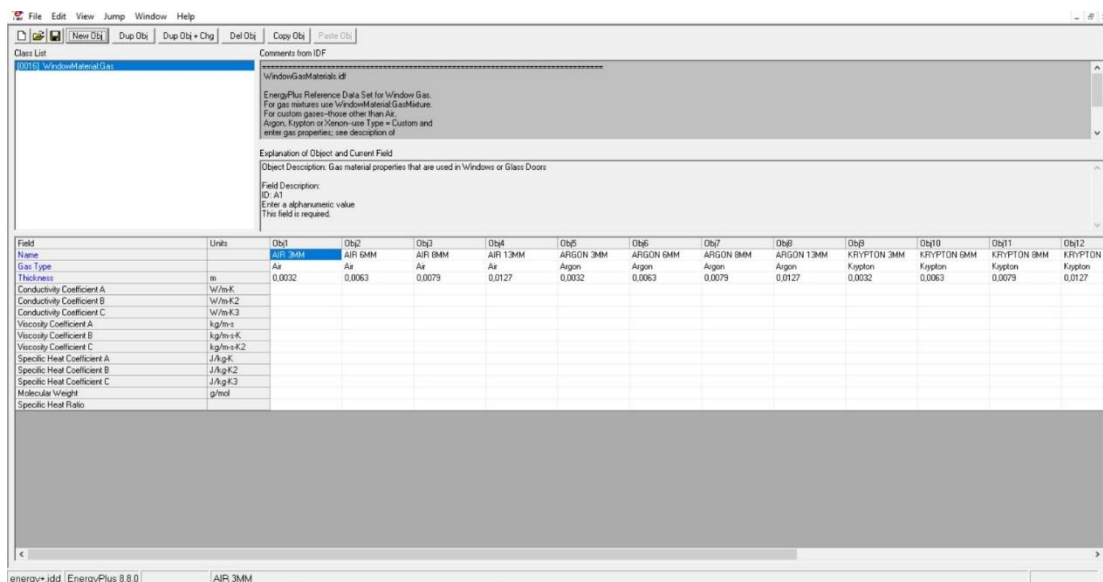 File Edit View Jump Window Help
New Obj Dup Obj Dup Obj + Chg Del Obj Copy Obj Paste Obj
Class List
Comments from IDF
[0016] WindowMaterial:Gas
WindowGasMaterials.idf
EnergyPlus Reference Data Set for Window Gas.
For gas mixtures use WindowMaterial:GasMixture.
For custom gases--those other than Air,
Argon, Krypton or Xenon--use Type = Custom and
enter gas properties; see description of
Explanation of Object and Current Field
Object Description: Gas material properties that are used in Windows or Glass Doors
Field Description:
ID: A1
Enter a alphanumeric value
This field is required.
Field Units Obj1 Obj2 Obj3 Obj4 Obj5 Obj6 Obj7 Obj8 Obj9 Obj10 Obj11 Obj12
Name AIR 3MM AIR 6MM AIR 8MM AIR 13MM ARGON 3MM ARGON 6MM ARGON 8MM ARGON 13MM KRYPTON 3MM KRYPTON 6MM KRYPTON 8MM KRYPTON
Gas Type Air Air Air Air Argon Argon Argon Argon Krypton Krypton Krypton Krypton
Thickness m 0,0032 0,0063 0,0079 0,0127 0,0032 0,0063 0,0079 0,0127 0,0032 0,0063 0,0079 0,0127
Conductivity Coefficient A W/m-K
Conductivity Coefficient B W/m-K2
Conductivity Coefficient C W/m-K3
Viscosity Coefficient A kg/m-s
Viscosity Coefficient B kg/m-s-K
Viscosity Coefficient C kg/m-s-K2
Specific Heat Coefficient A J/kg-K
Specific Heat Coefficient B J/kg-K2
Specific Heat Coefficient C J/kg-K3
Molecular Weight g/mol
Specific Heat Ratio
energy+.idd EnergyPlus 8.8.0 AIR 3MM